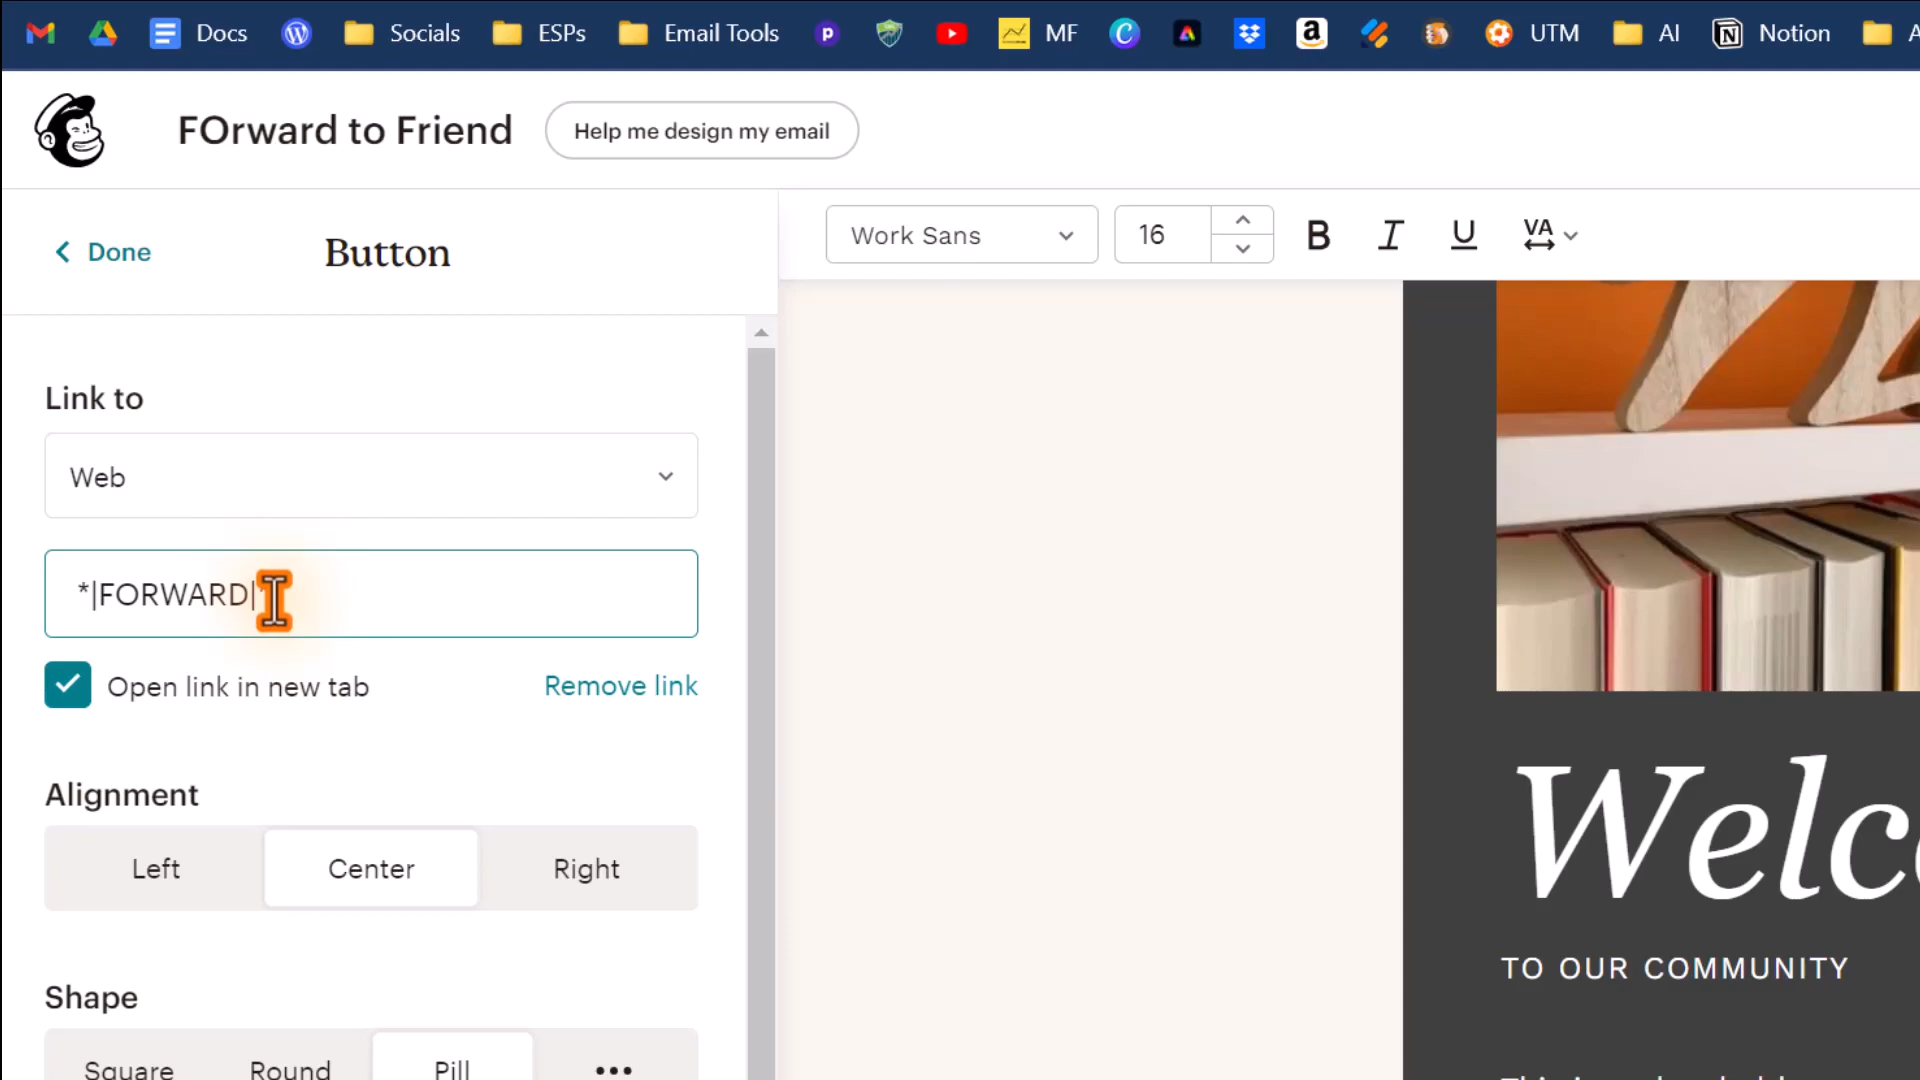 Docs Socials ESPs Email Tools MF UTM AI Notion
FOrward to Friend Help me design my email
Done Button
Work Sans 16 B I U VA
Link to
Web
*|FORWARD|
Open link in new tab Remove link
Alignment
Left Center Right
Welc
TO OUR COMMUNITY
Shape
Square Round Pill